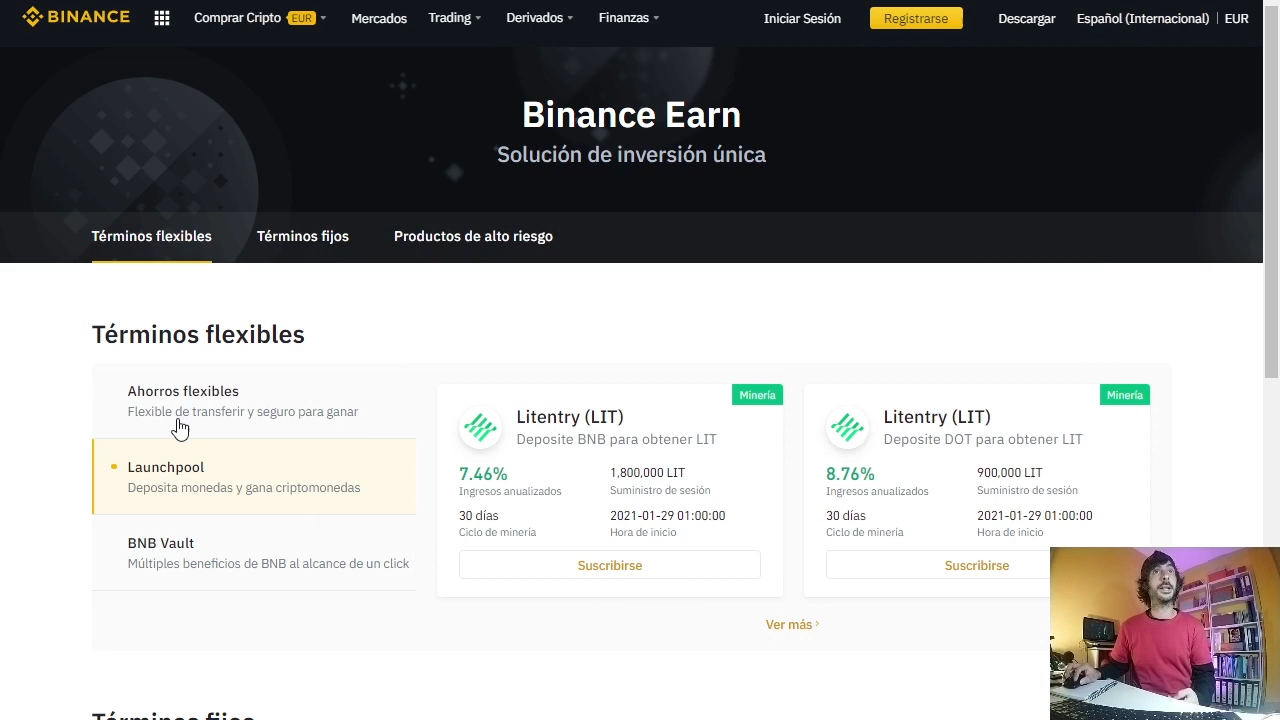 BINANCE
Comprar Cripto EUR Mercados Trading Derivados Finanzas Iniciar Sesión Registrarse Descargar Español (Internacional) | EUR
Binance Earn
Solución de inversión única
Términos flexibles Términos fijos Productos de alto riesgo
Términos flexibles
Ahorros flexibles
Flexible de transferir y seguro para ganar
Launchpool
Deposita monedas y gana criptomonedas
BNB Vault
Múltiples beneficios de BNB al alcance de un click
Minería
Litentry (LIT)
Deposite BNB para obtener LIT
7.46% 1,800,000 LIT
Ingresos anualizados Suministro de sesión
30 días 2021-01-29 01:00:00
Ciclo de minería Hora de inicio
Suscribirse
Minería
Litentry (LIT)
Deposite DOT para obtener LIT
8.76% 900,000 LIT
Ingresos anualizados Suministro de sesión
30 días 2021-01-29 01:00:00
Ciclo de minería Hora de inicio
Suscribirse
Ver más
Términos fijos